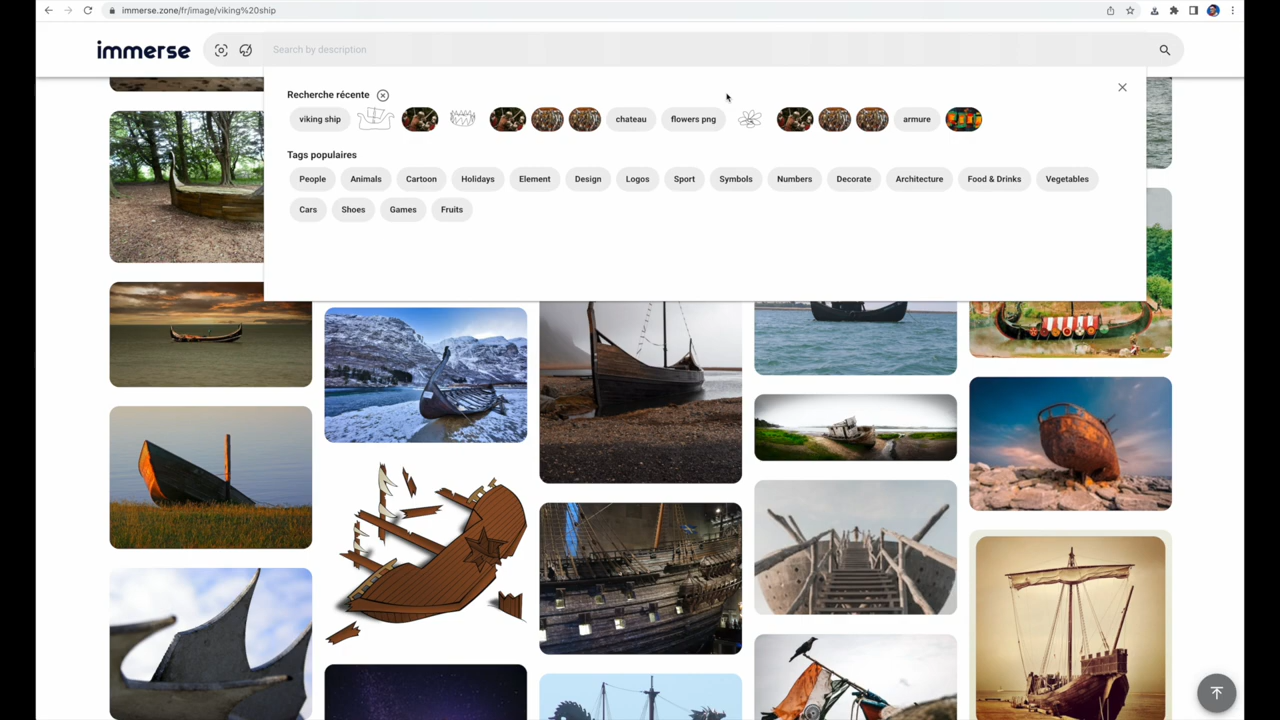 immerse.zone/fr/image/viking%20ship
immerse
Search by description
Recherche récente
viking ship
chateau
flowers png
armure
Tags populaires
People
Animals
Cartoon
Holidays
Element
Design
Logos
Sport
Symbols
Numbers
Decorate
Architecture
Food & Drinks
Vegetables
Cars
Shoes
Games
Fruits